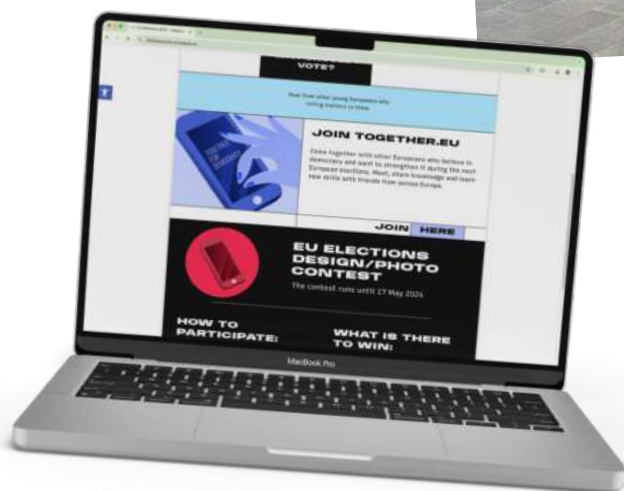 VOTE?
Hear from other young Europeans why
voting matters to them.
TOGETHER
FOR
DEMOCRACY
JOIN TOGETHER.EU
Come together with other Europeans who believe in
democracy and want to strengthen it during the next
European elections. Meet, share knowledge and learn
new skills with friends from across Europe.
JOIN HERE
EU ELECTIONS
DESIGN/PHOTO
CONTEST
The contest runs until 17 May 2024
HOW TO
PARTICIPATE:
WHAT IS THERE
TO WIN:
MacBook Pro